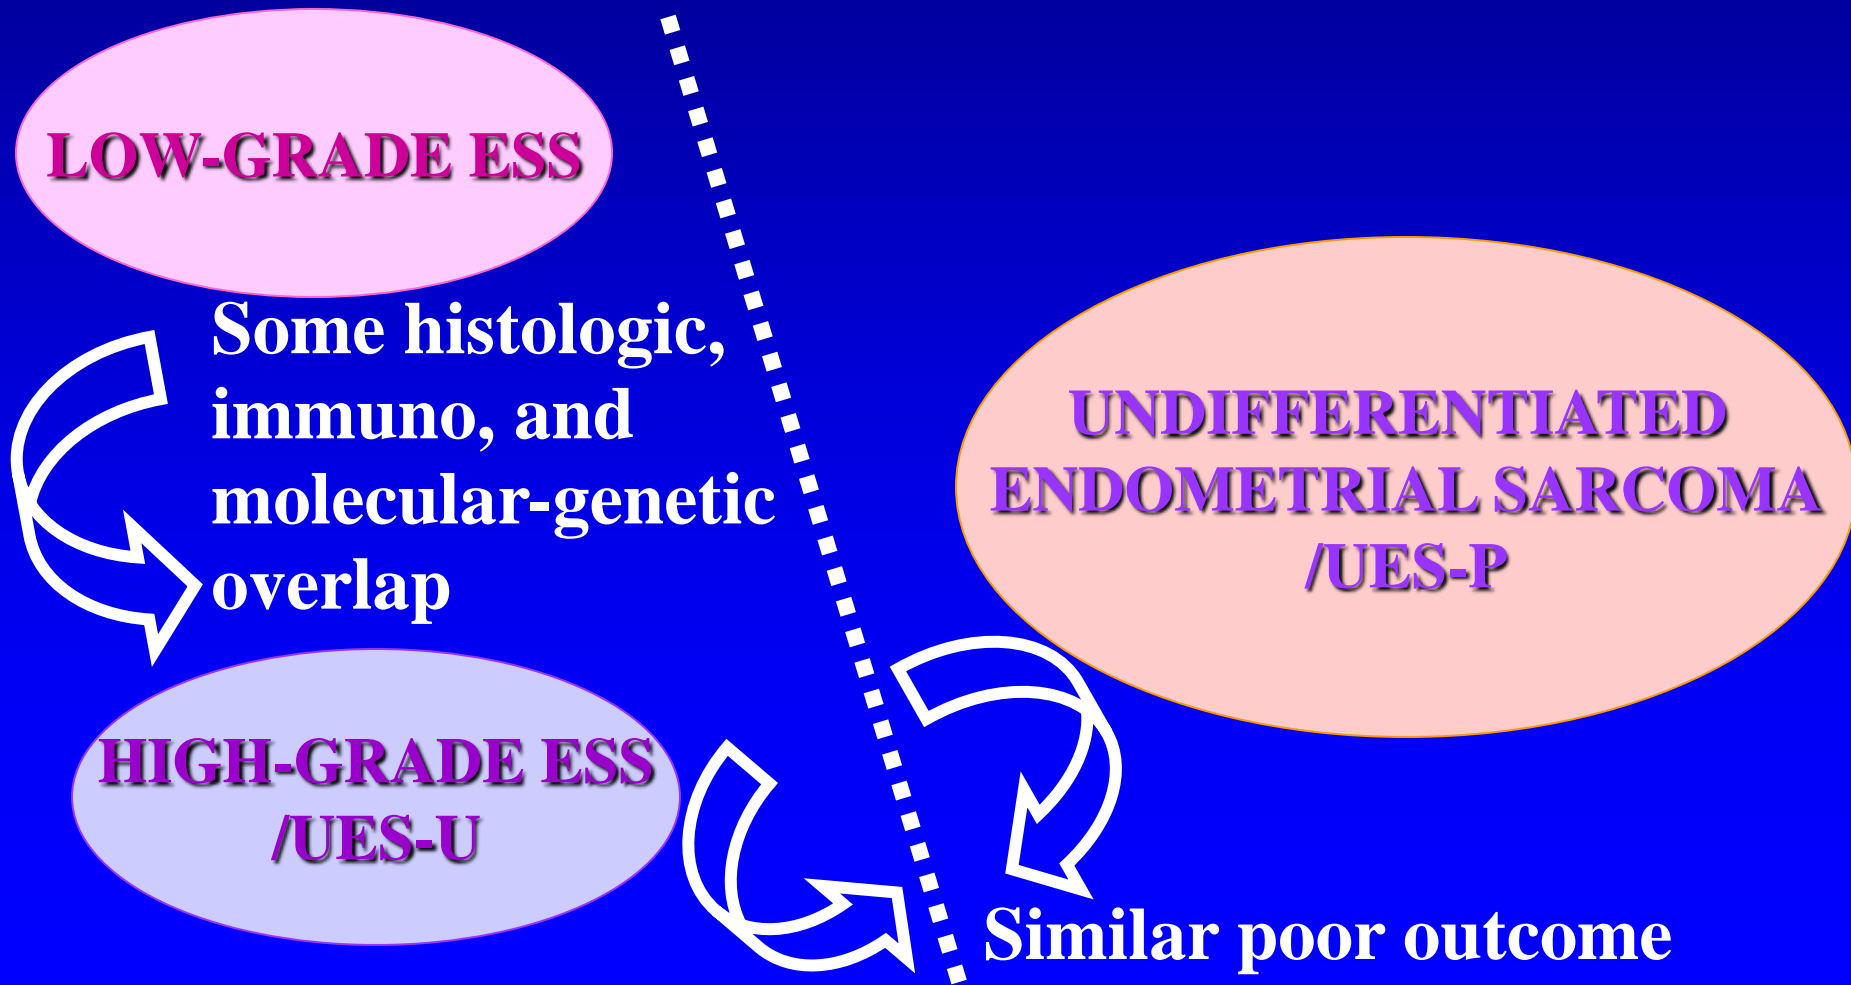 LOW-GRADE ESS
Some histologic,
immuno, and
molecular-genetic
overlap
HIGH-GRADE ESS
/UES-U
UNDIFFERENTIATED
ENDOMETRIAL SARCOMA
/UES-P
Similar poor outcome